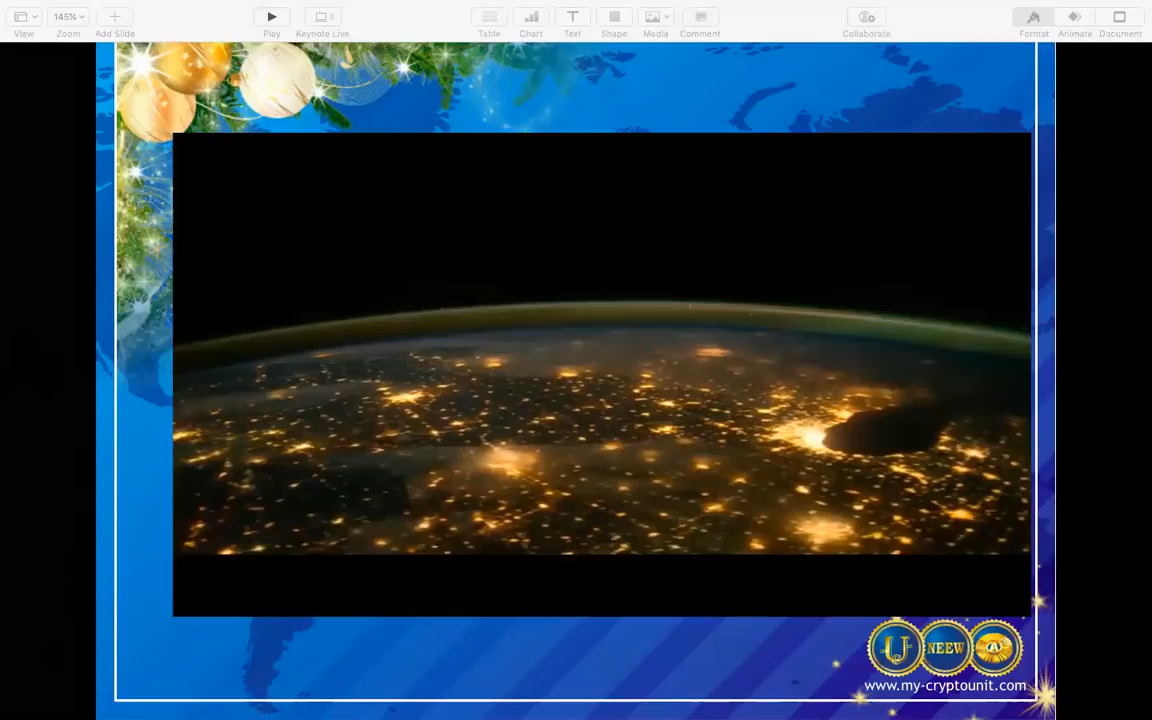 145%
View
Zoom
Add Slide
Play
Keynote Live
Table
Chart
Text
Shape
Media
Comment
Collaborate
Format
Animate
Document
U
NEEW
A
www.my-cryptounit.com